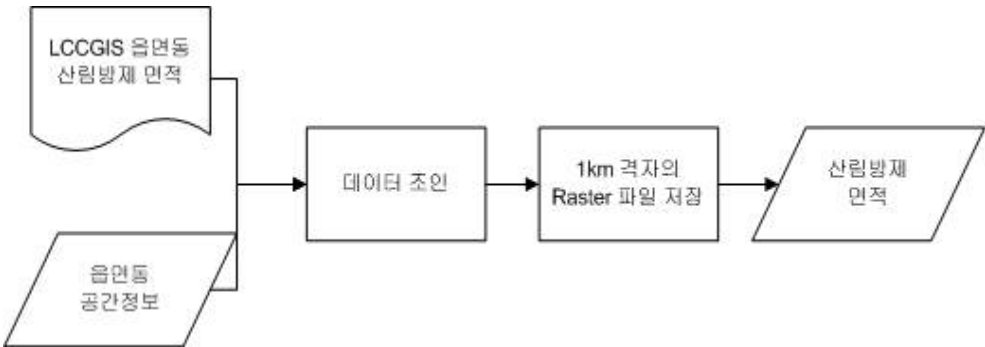 LCCGIS 읍면동
산림방제 면적
읍면동
공간정보
데이터 조인
1km 격자의
Raster 파일 저장
산림방제
면적